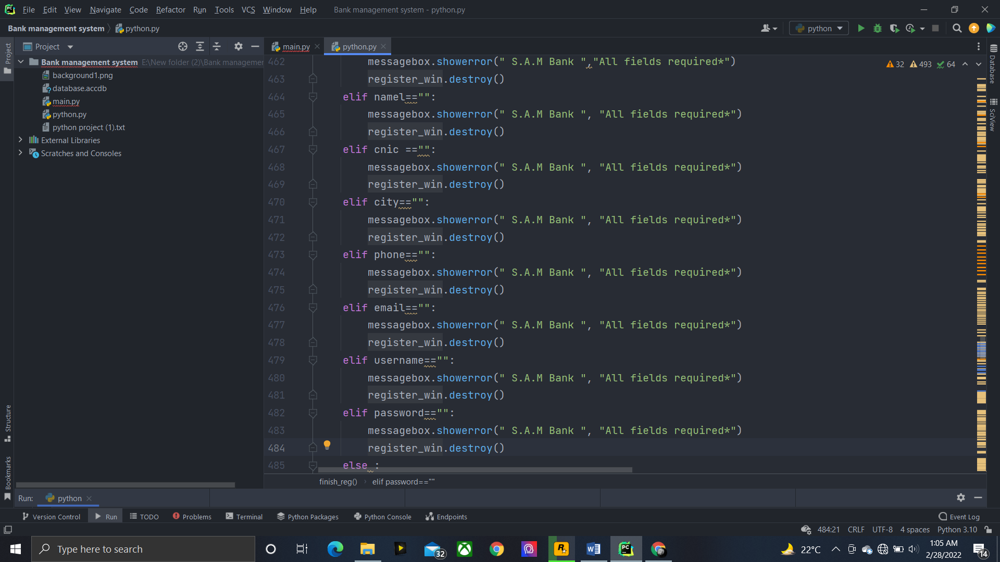 File Edit View Navigate Code Refactor Run Tools VCS Window Help Bank management system - python.py
Bank management system python.py python
Project main.py python.py
Bank management system E:\New folder (2)\Bank managemer
background1.png
database.accdb
main.py
python.py
python project (1).txt
External Libraries
Scratches and Consoles
Project
Structure
Bookmarks
32 493 64
462 messagebox.showerror(" S.A.M Bank ","All fields required*")
463 register_win.destroy()
464 elif namel=="":
465 messagebox.showerror(" S.A.M Bank ", "All fields required*")
466 register_win.destroy()
467 elif cnic =="":
468 messagebox.showerror(" S.A.M Bank ", "All fields required*")
469 register_win.destroy()
470 elif city=="":
471 messagebox.showerror(" S.A.M Bank ", "All fields required*")
472 register_win.destroy()
473 elif phone=="":
474 messagebox.showerror(" S.A.M Bank ", "All fields required*")
475 register_win.destroy()
476 elif email=="":
477 messagebox.showerror(" S.A.M Bank ", "All fields required*")
478 register_win.destroy()
479 elif username=="":
480 messagebox.showerror(" S.A.M Bank ", "All fields required*")
481 register_win.destroy()
482 elif password=="":
483 messagebox.showerror(" S.A.M Bank ", "All fields required*")
484 register_win.destroy()
485 else :
finish_reg() elif password==""
Database
SciView
Run: python
Version Control Run TODO Problems Terminal Python Packages Python Console Endpoints Event Log
484:21 CRLF UTF-8 4 spaces Python 3.10
Type here to search 32 22°C 1:05 AM
2/28/2022 14